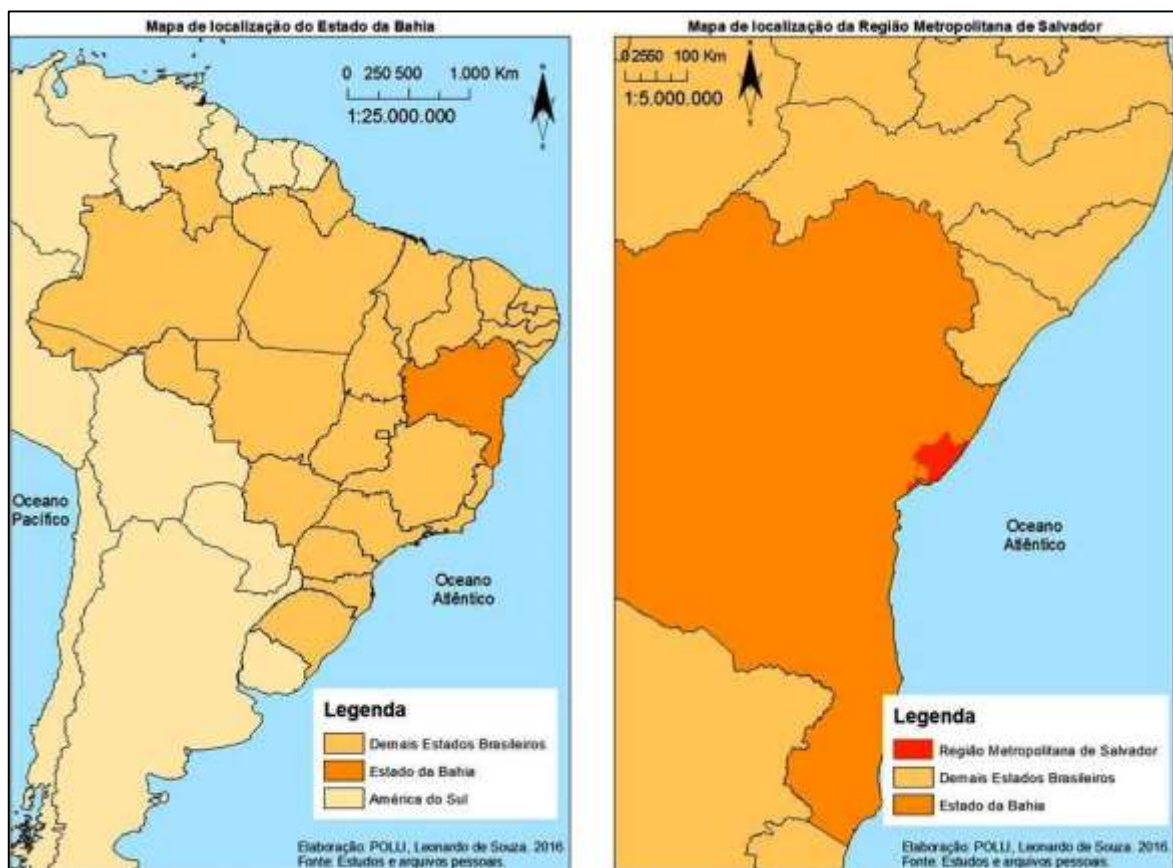 Mapa de localização do Estado da Bahia
0 250 500 1.000 Km
1:25.000.000
Oceano
Pacífico
Oceano
Atlêntico
Legenda
Demais Estados Brasileiros
Estado da Bahia
América do Sul
Elaboração: POLLI, Leonardo de Souza. 2016
Fonte: Estudos e arquivos pessoais.
Mapa de localização da Região Metropolitana de Salvador
0 2550 100 Km
1:5.000.000
Oceano
Atlêntico
Legenda
Região Metropolitana de Salvador
Demais Estados Brasileiros
Estado da Bahia
Elaboração: POLLI, Leonardo de Souza. 2016
Fonte: Estudos e arquivos pessoais.